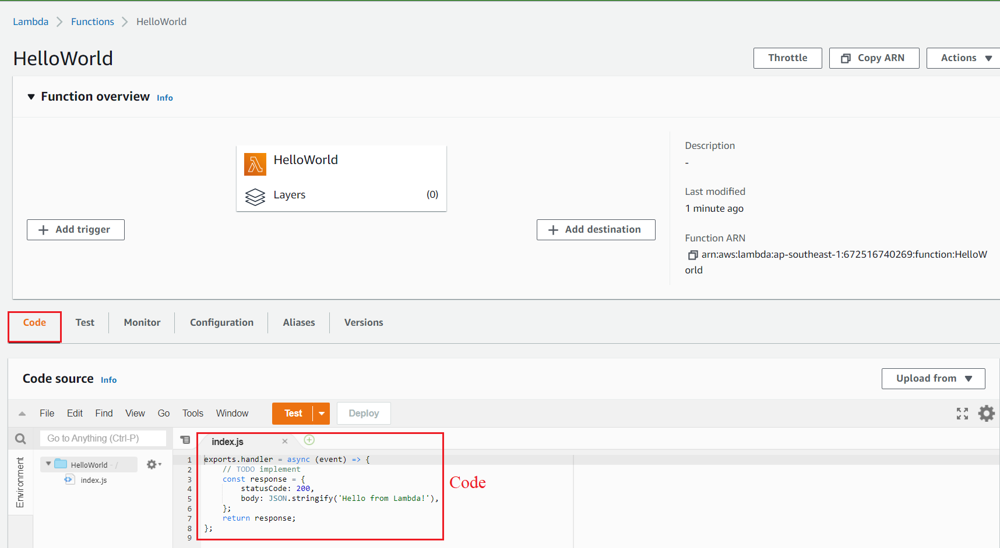 Lambda > Functions > HelloWorld
HelloWorld
Throttle Copy ARN Actions
Function overview Info
HelloWorld
Layers (0)
Add trigger
Add destination
Description
-
Last modified
1 minute ago
Function ARN
arn:aws:lambda:ap-southeast-1:672516740269:function:HelloW
orld
Code Test Monitor Configuration Aliases Versions
Code source Info
Upload from
File Edit Find View Go Tools Window Test Deploy
Go to Anything (Ctrl-P)
Environment
HelloWorld - /
index.js
index.js
1 exports.handler = async (event) => {
2     // TODO implement
3     const response = {
4         statusCode: 200,
5         body: JSON.stringify('Hello from Lambda!'),
6     };
7     return response;
8 };
9
Code